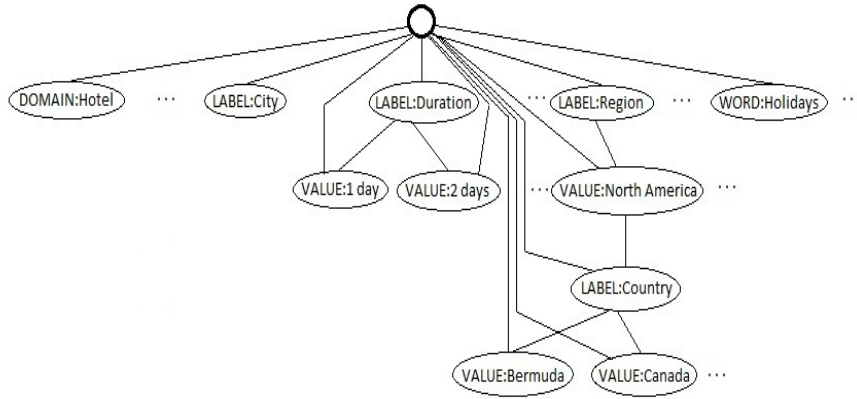 DOMAIN:Hotel ... LABEL:City LABEL:Duration ... LABEL:Region ... WORD:Holidays ..
VALUE:1 day VALUE:2 days ... VALUE:North America ...
LABEL:Country
VALUE:Bermuda VALUE:Canada ...